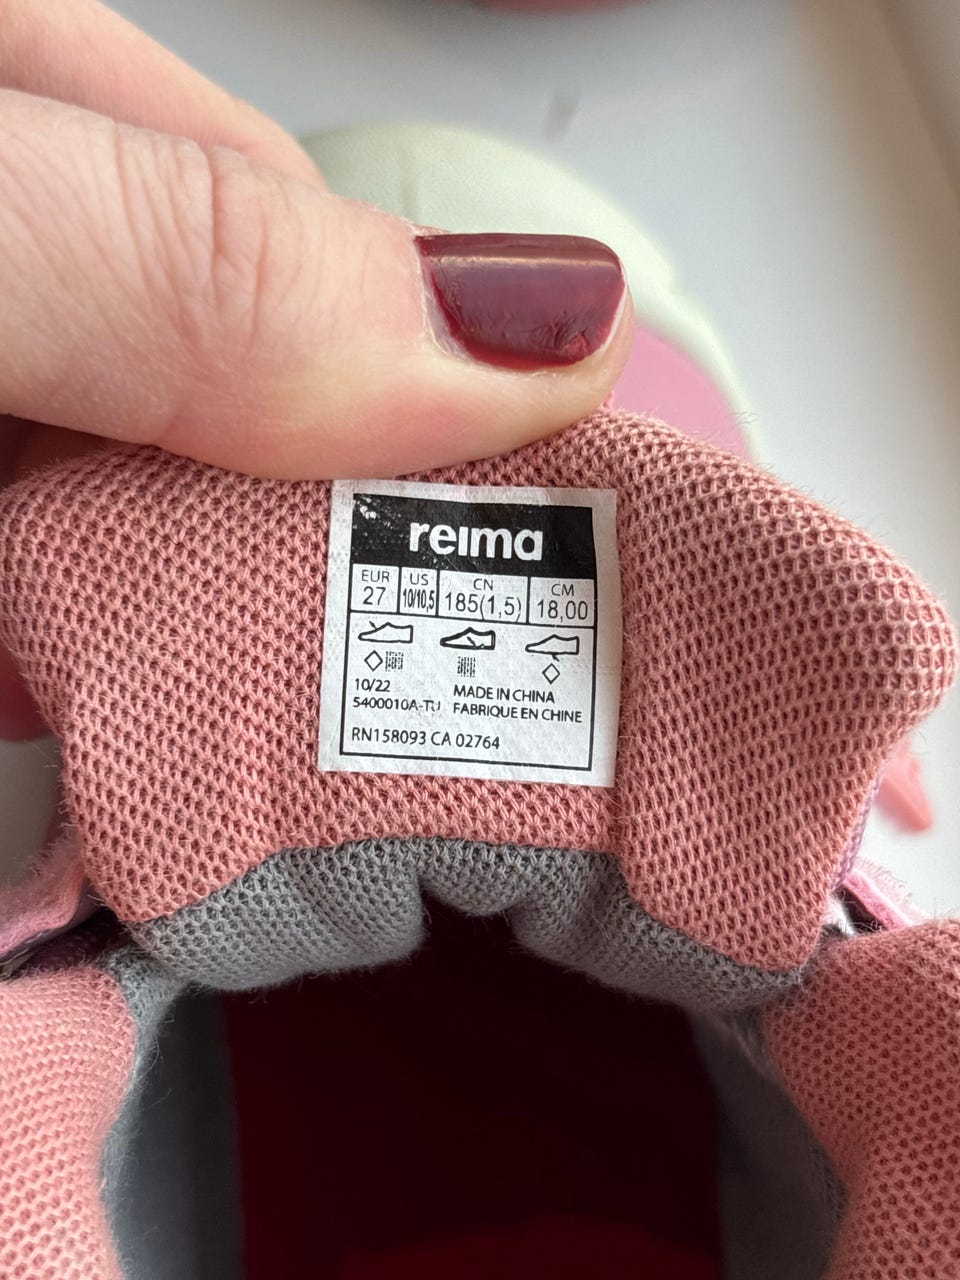 reima
EUR US CN CM
27 10/10,5 185(1,5) 18,00
10/22 MADE IN CHINA
5400010A-TU FABRIQUE EN CHINE
RN158093 CA 02764